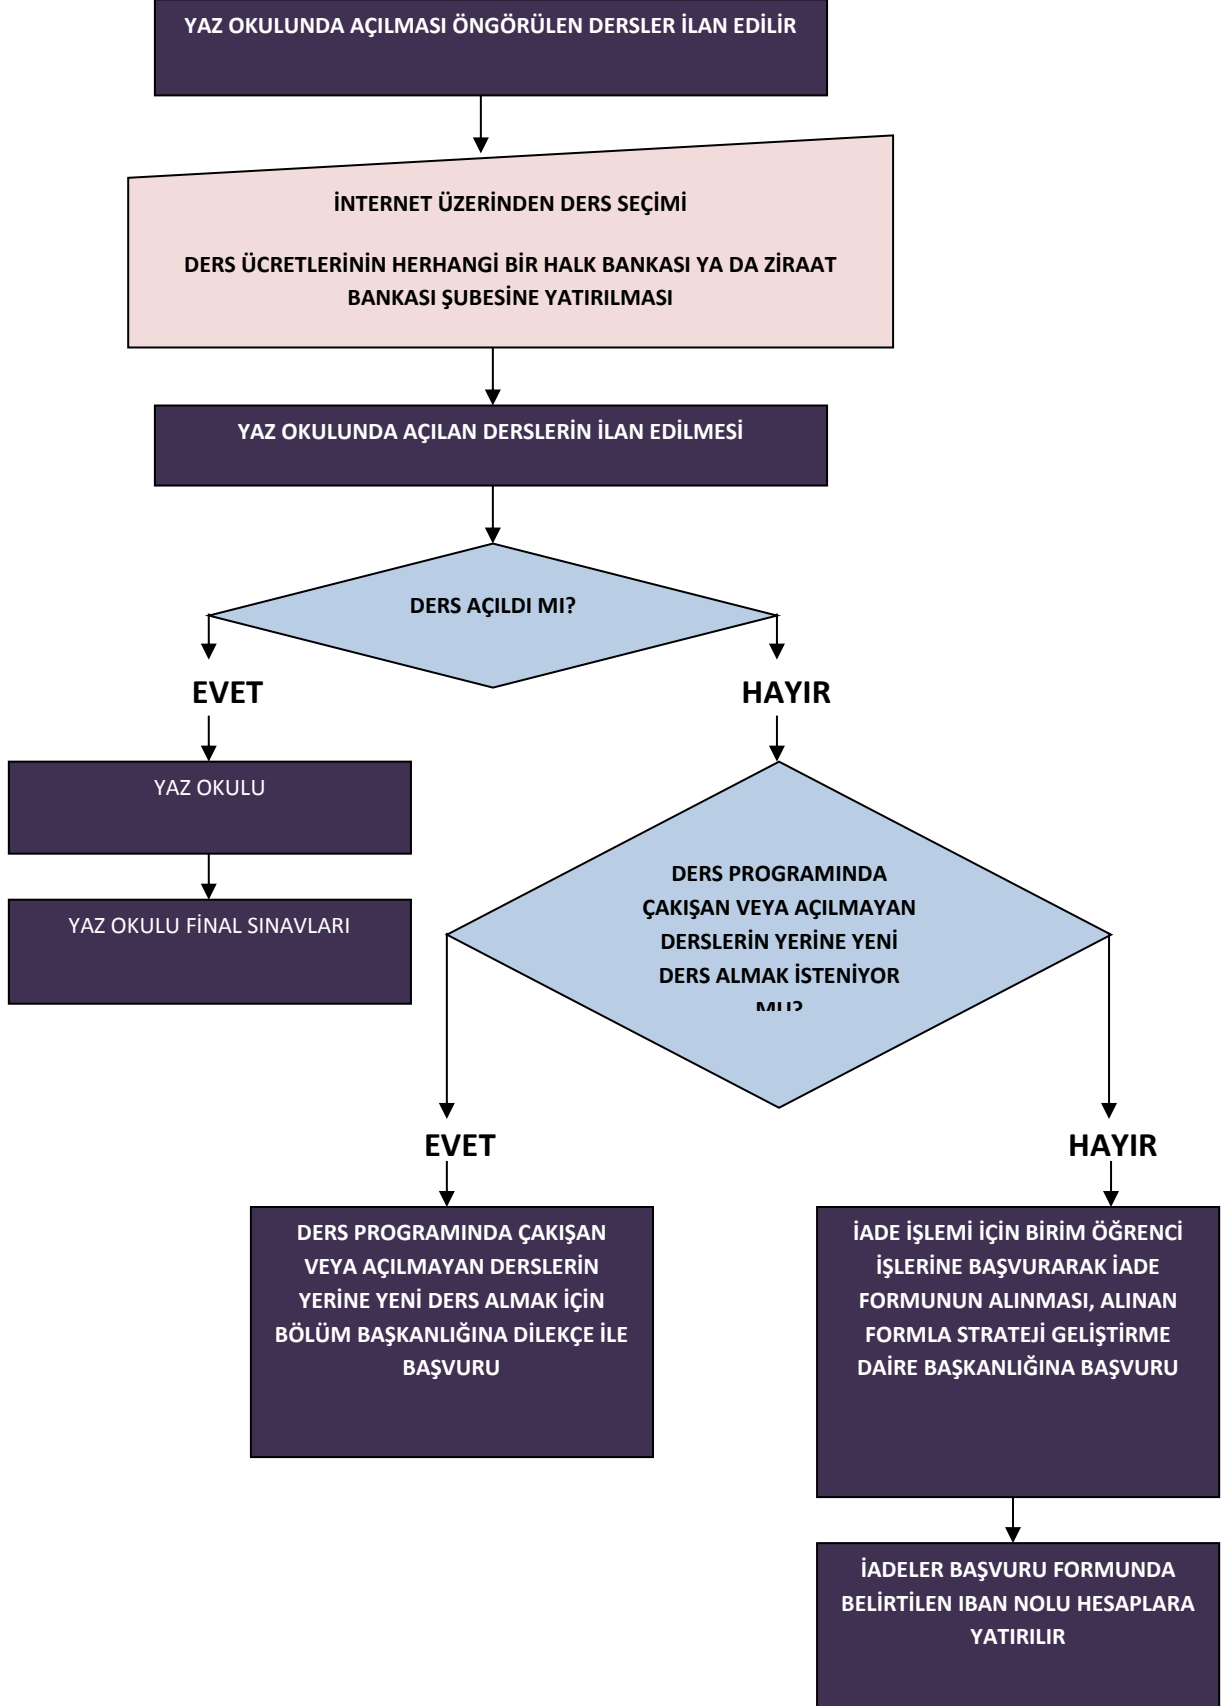 YAZ OKULUNDA AÇILMASI ÖNGÖRÜLEN DERSLER İLAN EDİLİR
İNTERNET ÜZERİNDEN DERS SEÇİMİ
DERS ÜCRETLERİNİN HERHANGİ BİR HALK BANKASI YA DA ZİRAAT
BANKASI ŞUBESİNE YATIRILMASI
YAZ OKULUNDA AÇILAN DERSLERİN İLAN EDİLMESİ
DERS AÇILDI MI?
EVET
HAYIR
YAZ OKULU
YAZ OKULU FİNAL SINAVLARI
DERS PROGRAMINDA
ÇAKIŞAN VEYA AÇILMAYAN
DERSLERİN YERİNE YENİ
DERS ALMAK İSTENİYOR
MU?
EVET
HAYIR
DERS PROGRAMINDA ÇAKIŞAN
VEYA AÇILMAYAN DERSLERİN
YERİNE YENİ DERS ALMAK İÇİN
BÖLÜM BAŞKANLIĞINA DİLEKÇE İLE
BAŞVURU
İADE İŞLEMİ İÇİN BİRİM ÖĞRENCİ
İŞLERİNE BAŞVURARAK İADE
FORMUNUN ALINMASI, ALINAN
FORMLA STRATEJİ GELİŞTİRME
DAİRE BAŞKANLIĞINA BAŞVURU
İADELER BAŞVURU FORMUNDA
BELİRTİLEN IBAN NOLU HESAPLARA
YATIRILIR